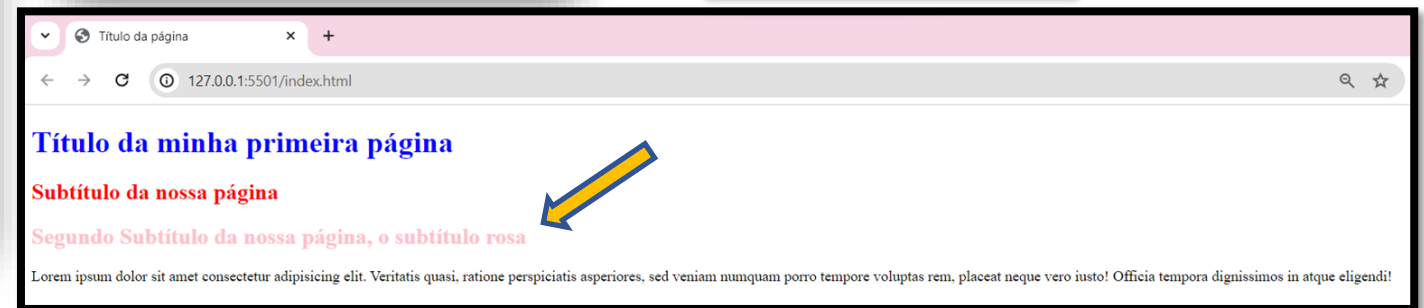 Título da página
127.0.0.1:5501/index.html
Título da minha primeira página
Subtítulo da nossa página
Segundo Subtítulo da nossa página, o subtítulo rosa
Lorem ipsum dolor sit amet consectetur adipisicing elit. Veritatis quasi, ratione perspiciatis asperiores, sed veniam numquam porro tempore voluptas rem, placeat neque vero iusto! Officia tempora dignissimos in atque eligendi!